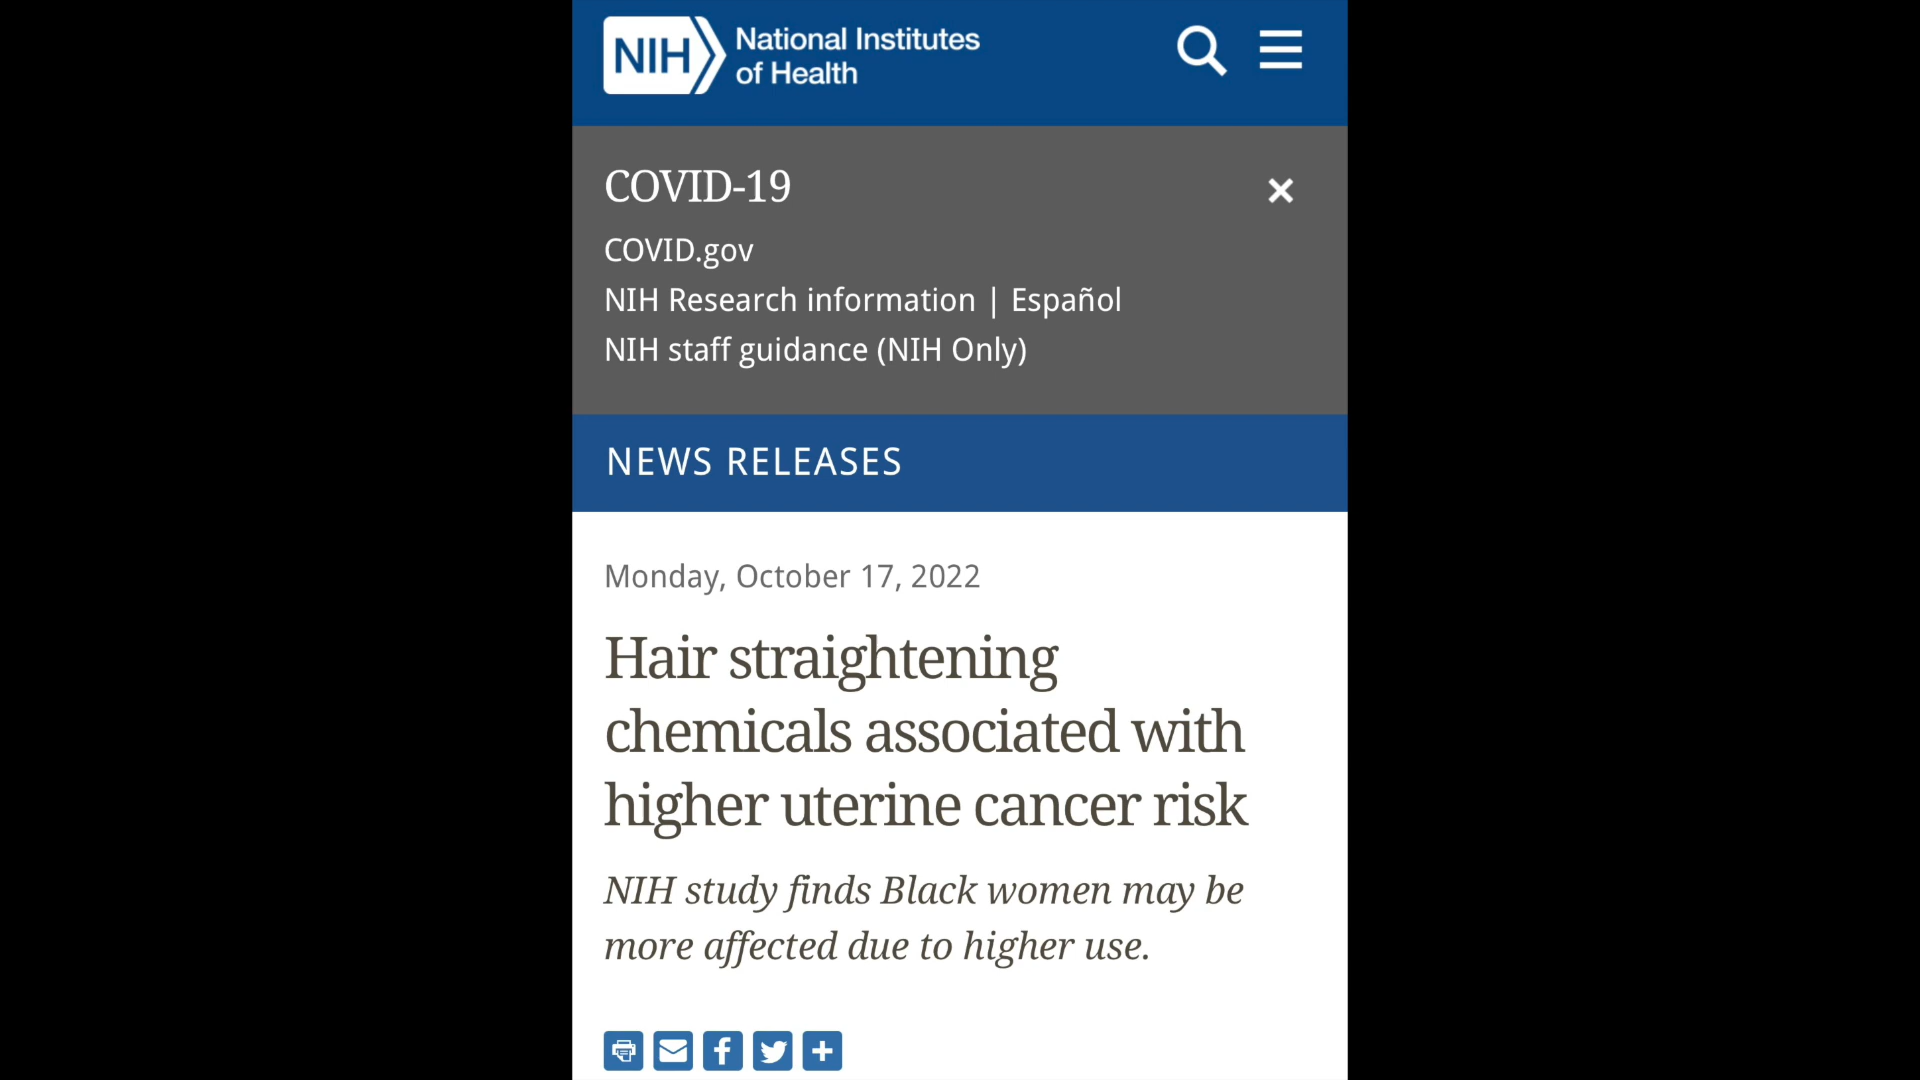 NIH National Institutes
of Health
COVID-19
COVID.gov
NIH Research information | Español
NIH staff guidance (NIH Only)
NEWS RELEASES
Monday, October 17, 2022
Hair straightening
chemicals associated with
higher uterine cancer risk
NIH study finds Black women may be
more affected due to higher use.